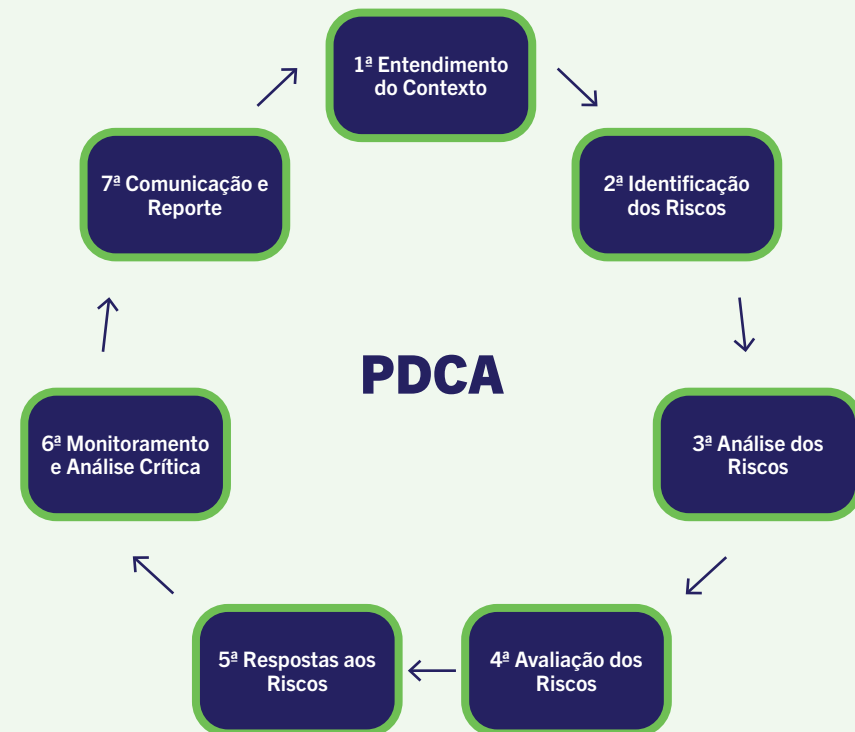 1ª Entendimento
do Contexto
2ª Identificação
dos Riscos
3ª Análise dos
Riscos
4ª Avaliação dos
Riscos
5ª Respostas aos
Riscos
6ª Monitoramento
e Análise Crítica
7ª Comunicação e
Reporte
PDCA